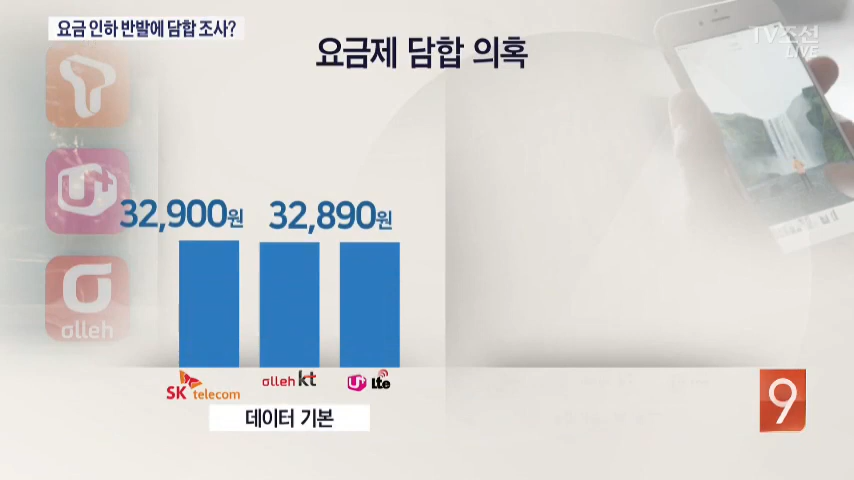 요금 인하 반발에 담합 조사?
요금제 담합 의혹
TV조선
LIVE
U+
olleh
32,900원
32,890원
SK telecom
olleh kt
U+ Lte
데이터 기본
9